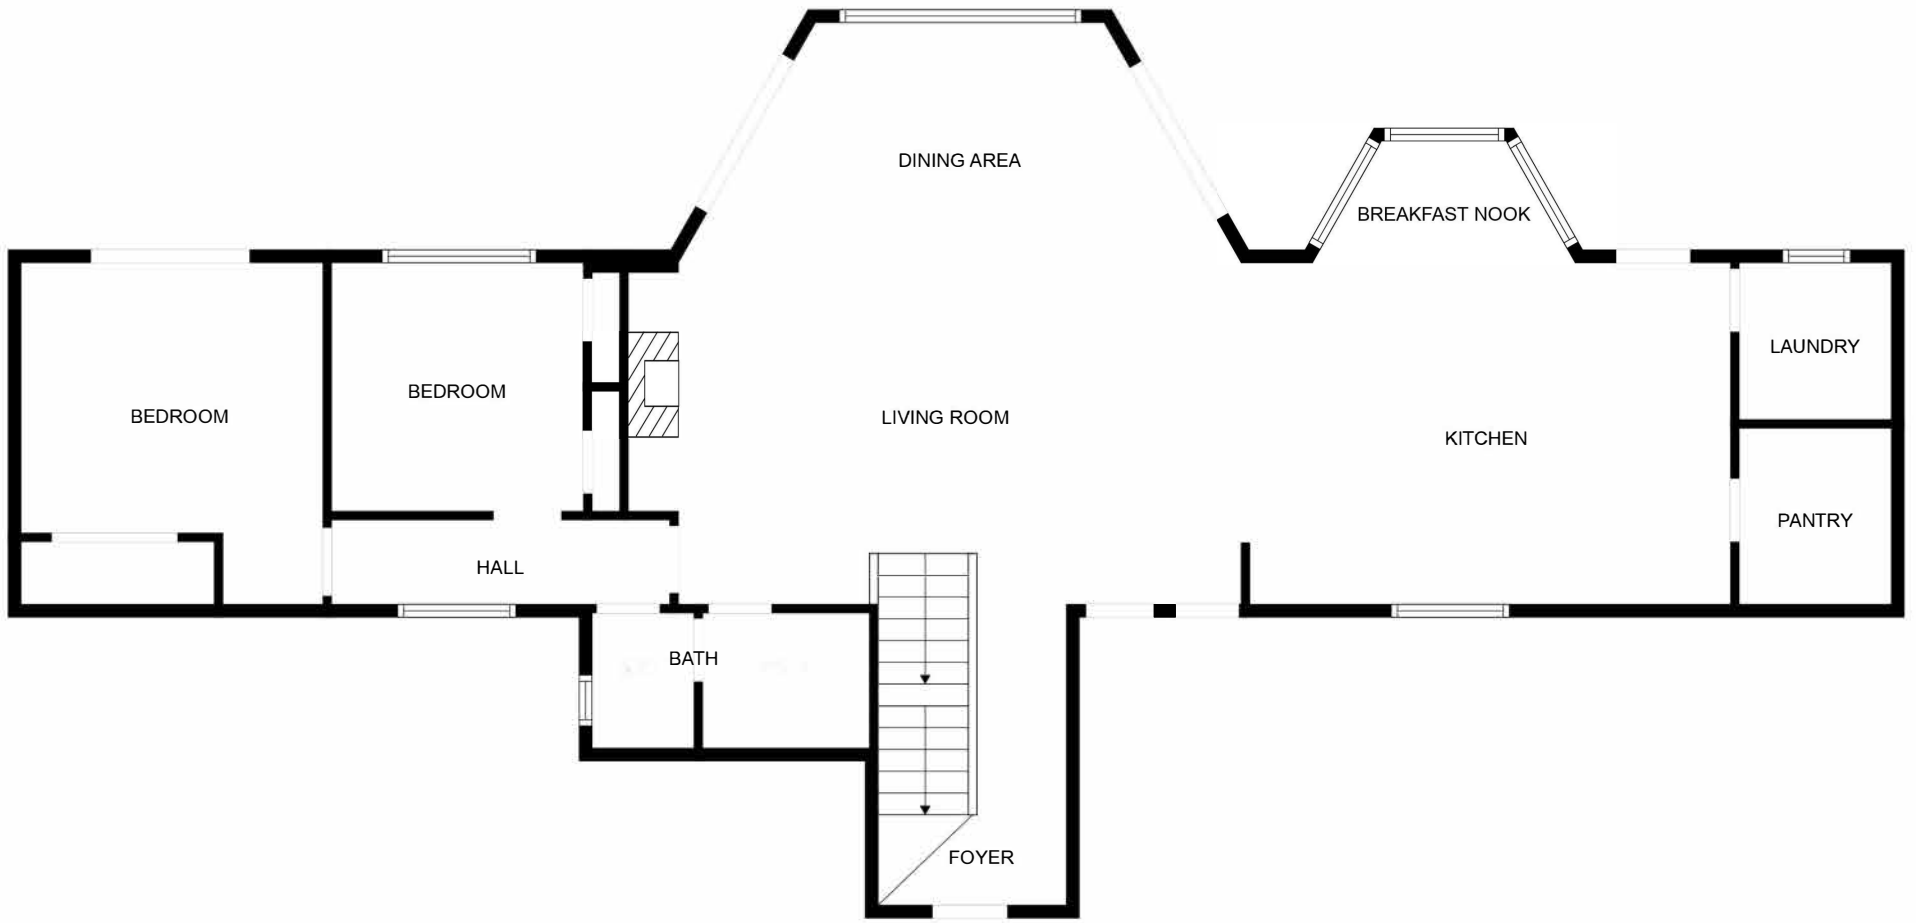 DINING AREA
BREAKFAST NOOK
LAUNDRY
BEDROOM
BEDROOM
LIVING ROOM
KITCHEN
PANTRY
HALL
BATH
FOYER